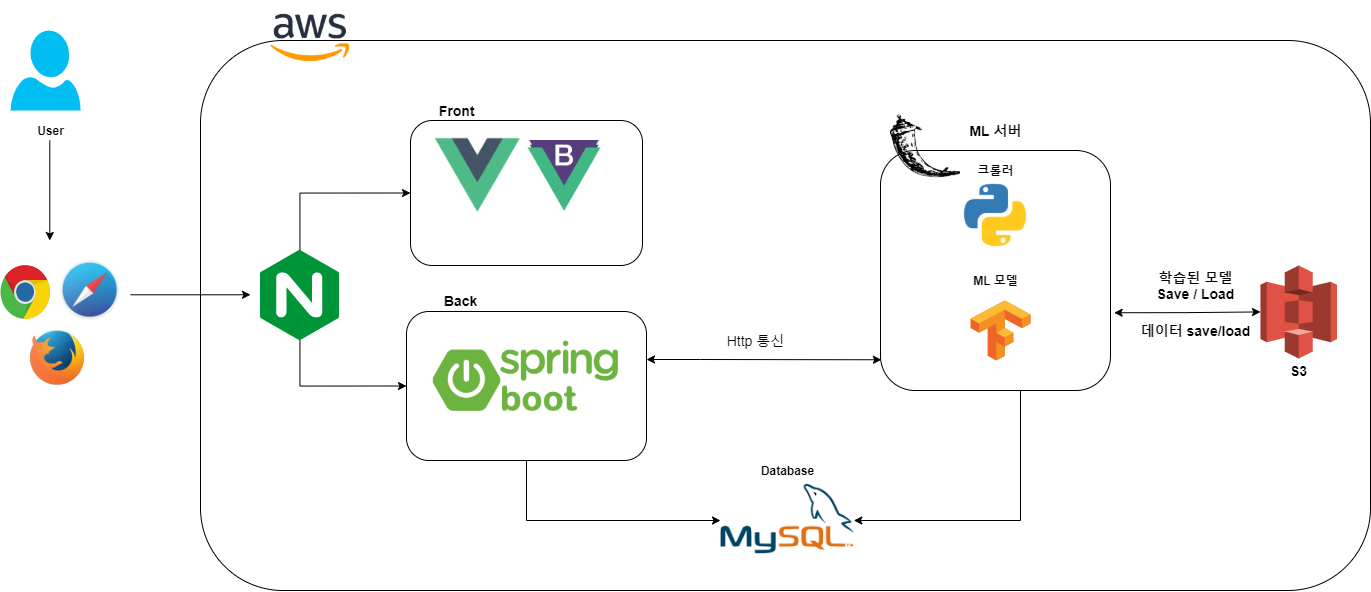 aws
User
Front
B
ML 서버
크롤러
N
ML 모델
학습된 모델
Save / Load
데이터 save/load
S3
Back
spring
boot
Http 통신
Database
MySQL